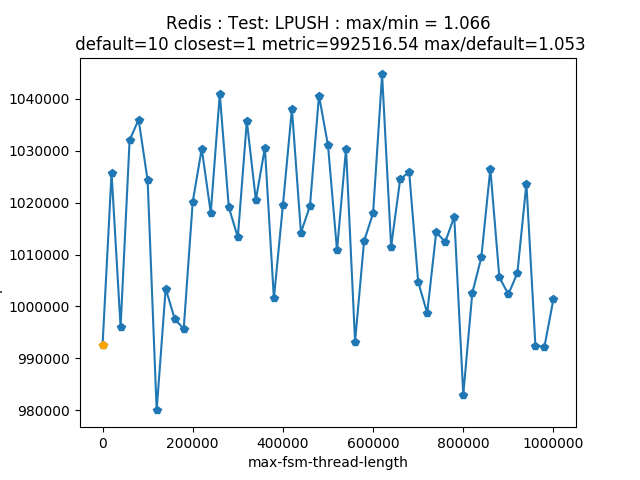 Redis : Test: LPUSH : max/min = 1.066
default=10 closest=1 metric=992516.54 max/default=1.053
1040000
1030000
1020000
1010000
1000000
990000
980000
0 200000 400000 600000 800000 1000000
max-fsm-thread-length